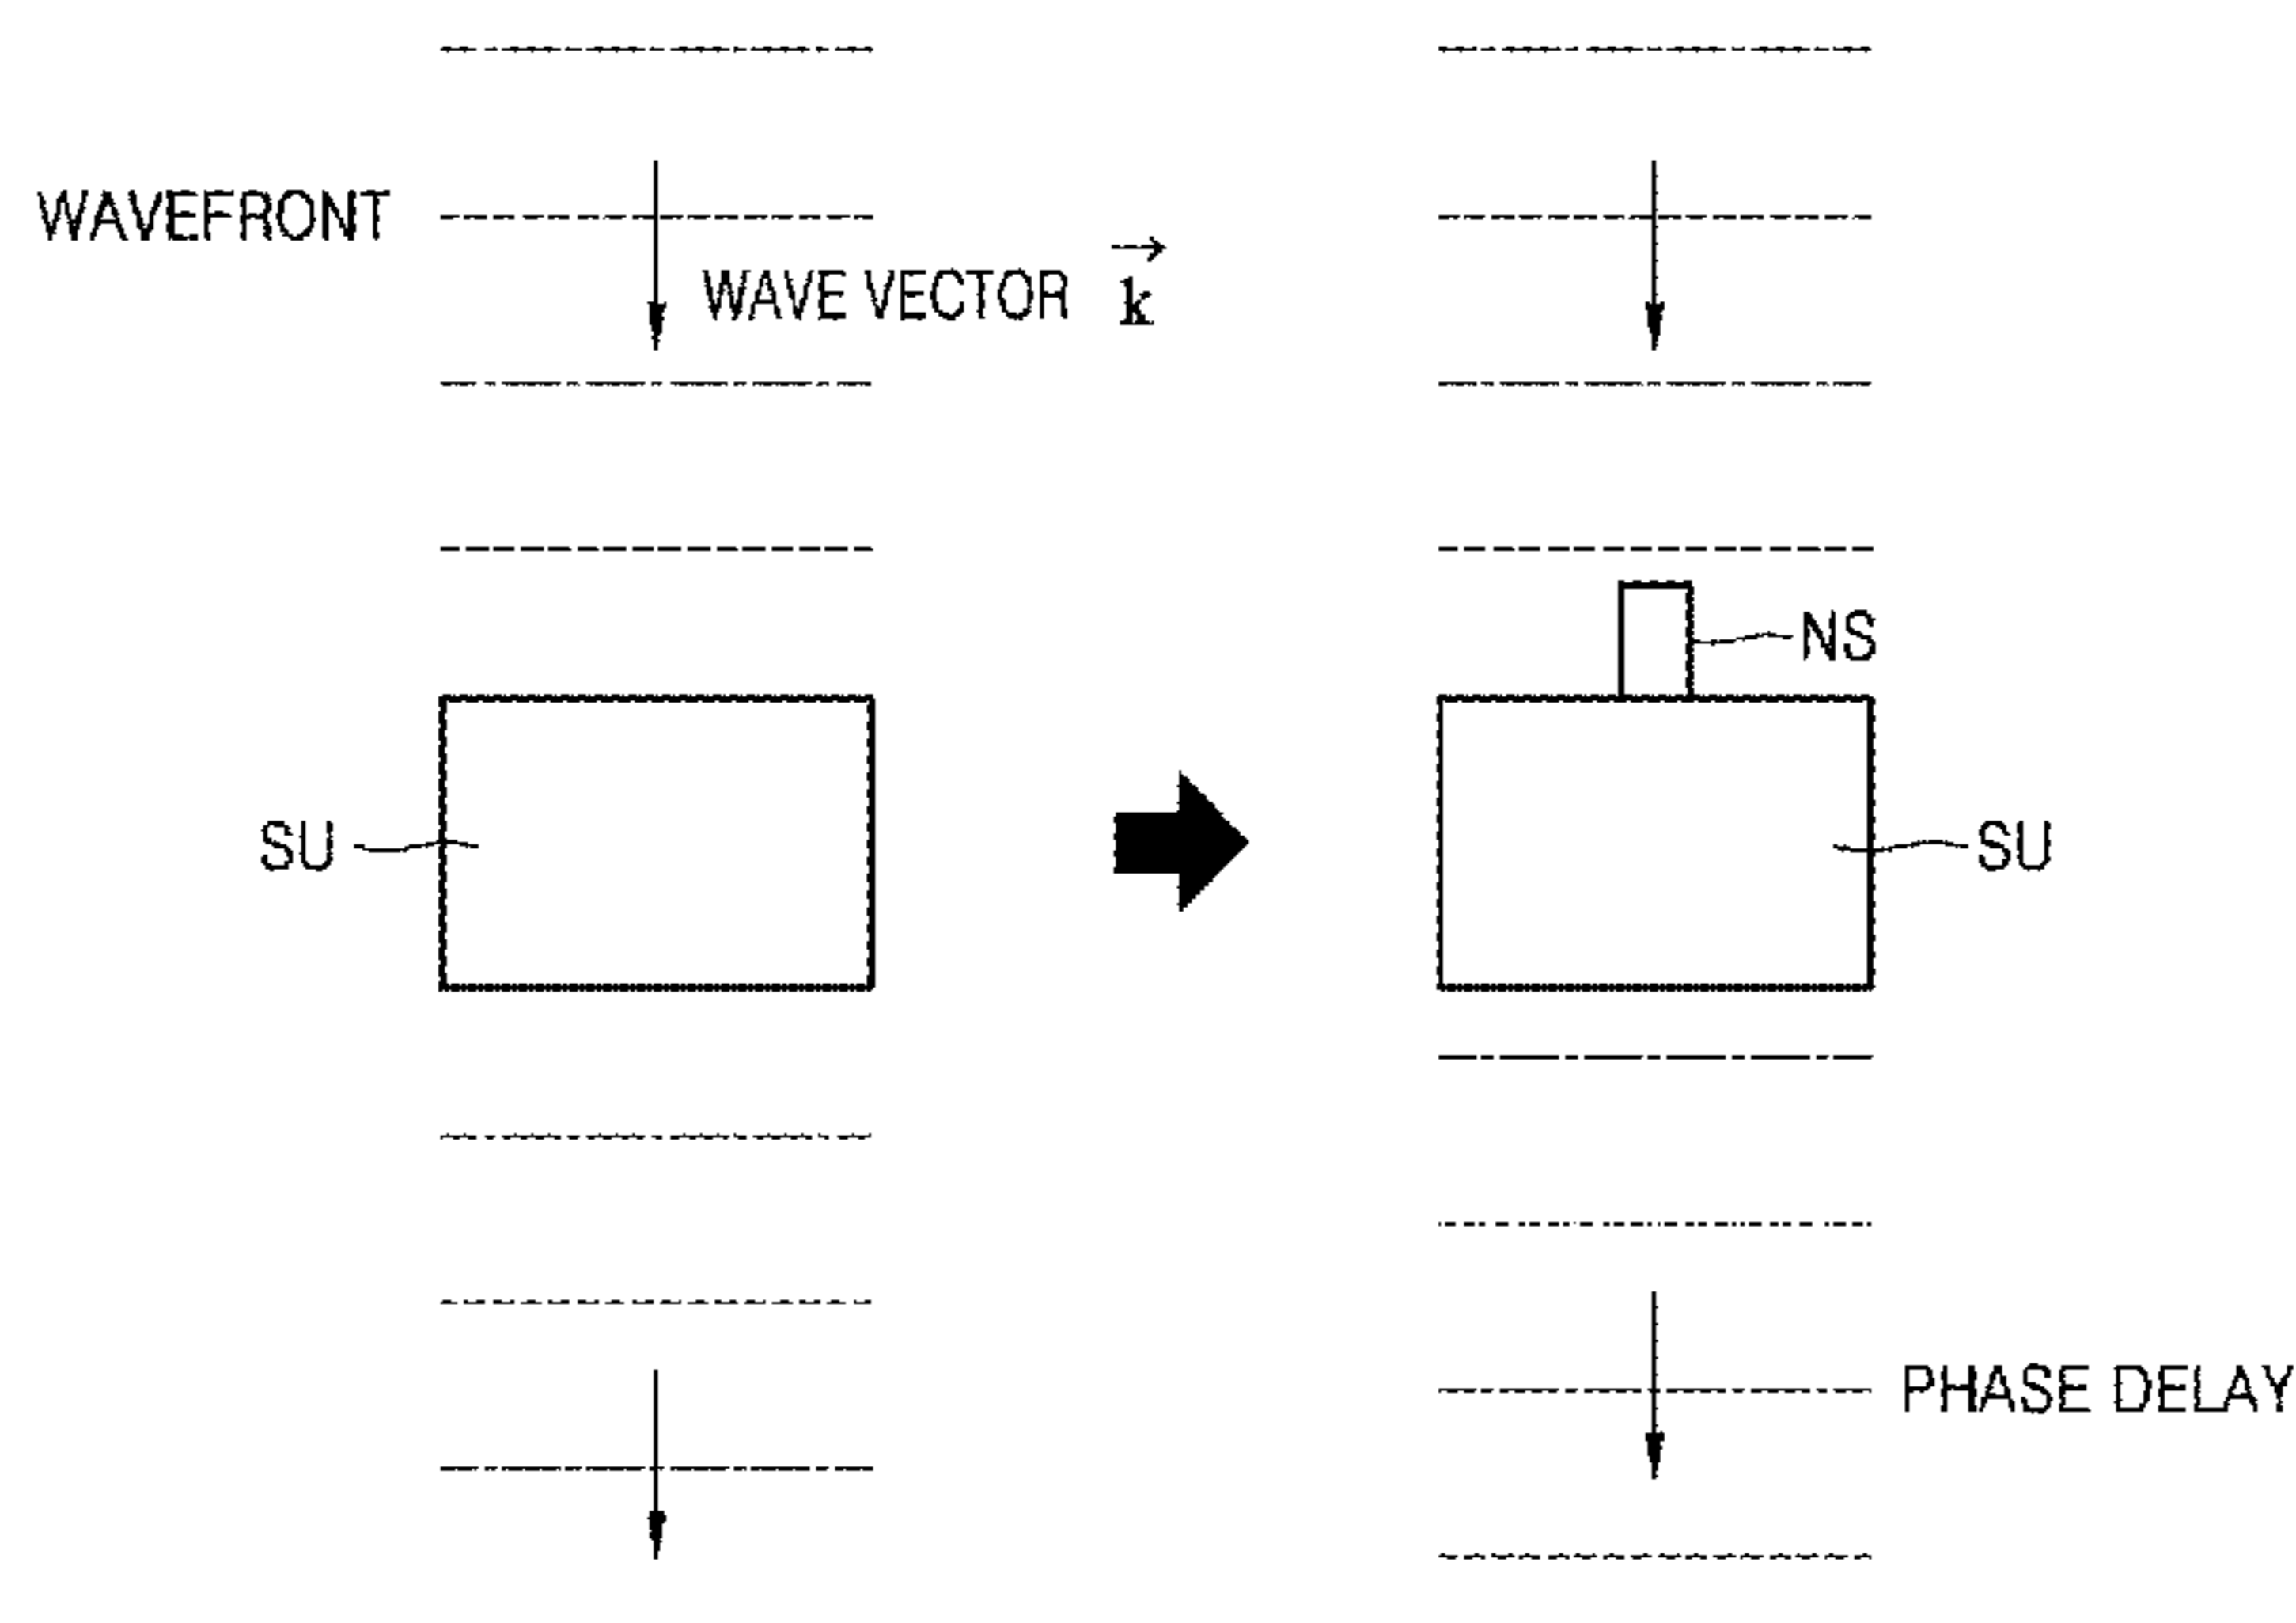 WAVEFRONT
WAVE VECTOR k⃗
NS
SU
SU
PHASE DELAY